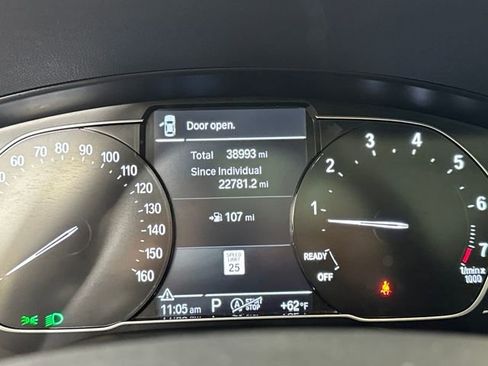 Door open.
Total 38993 mi
Since Individual
22781.2 mi
107 mi
SPEED
LIMIT
25
11:05 am P A STOP +62°F
60 70 80 90 100 110 120 130 140 150 160
1 2 3 4 5 6 7
READY
OFF
1/min x
1000